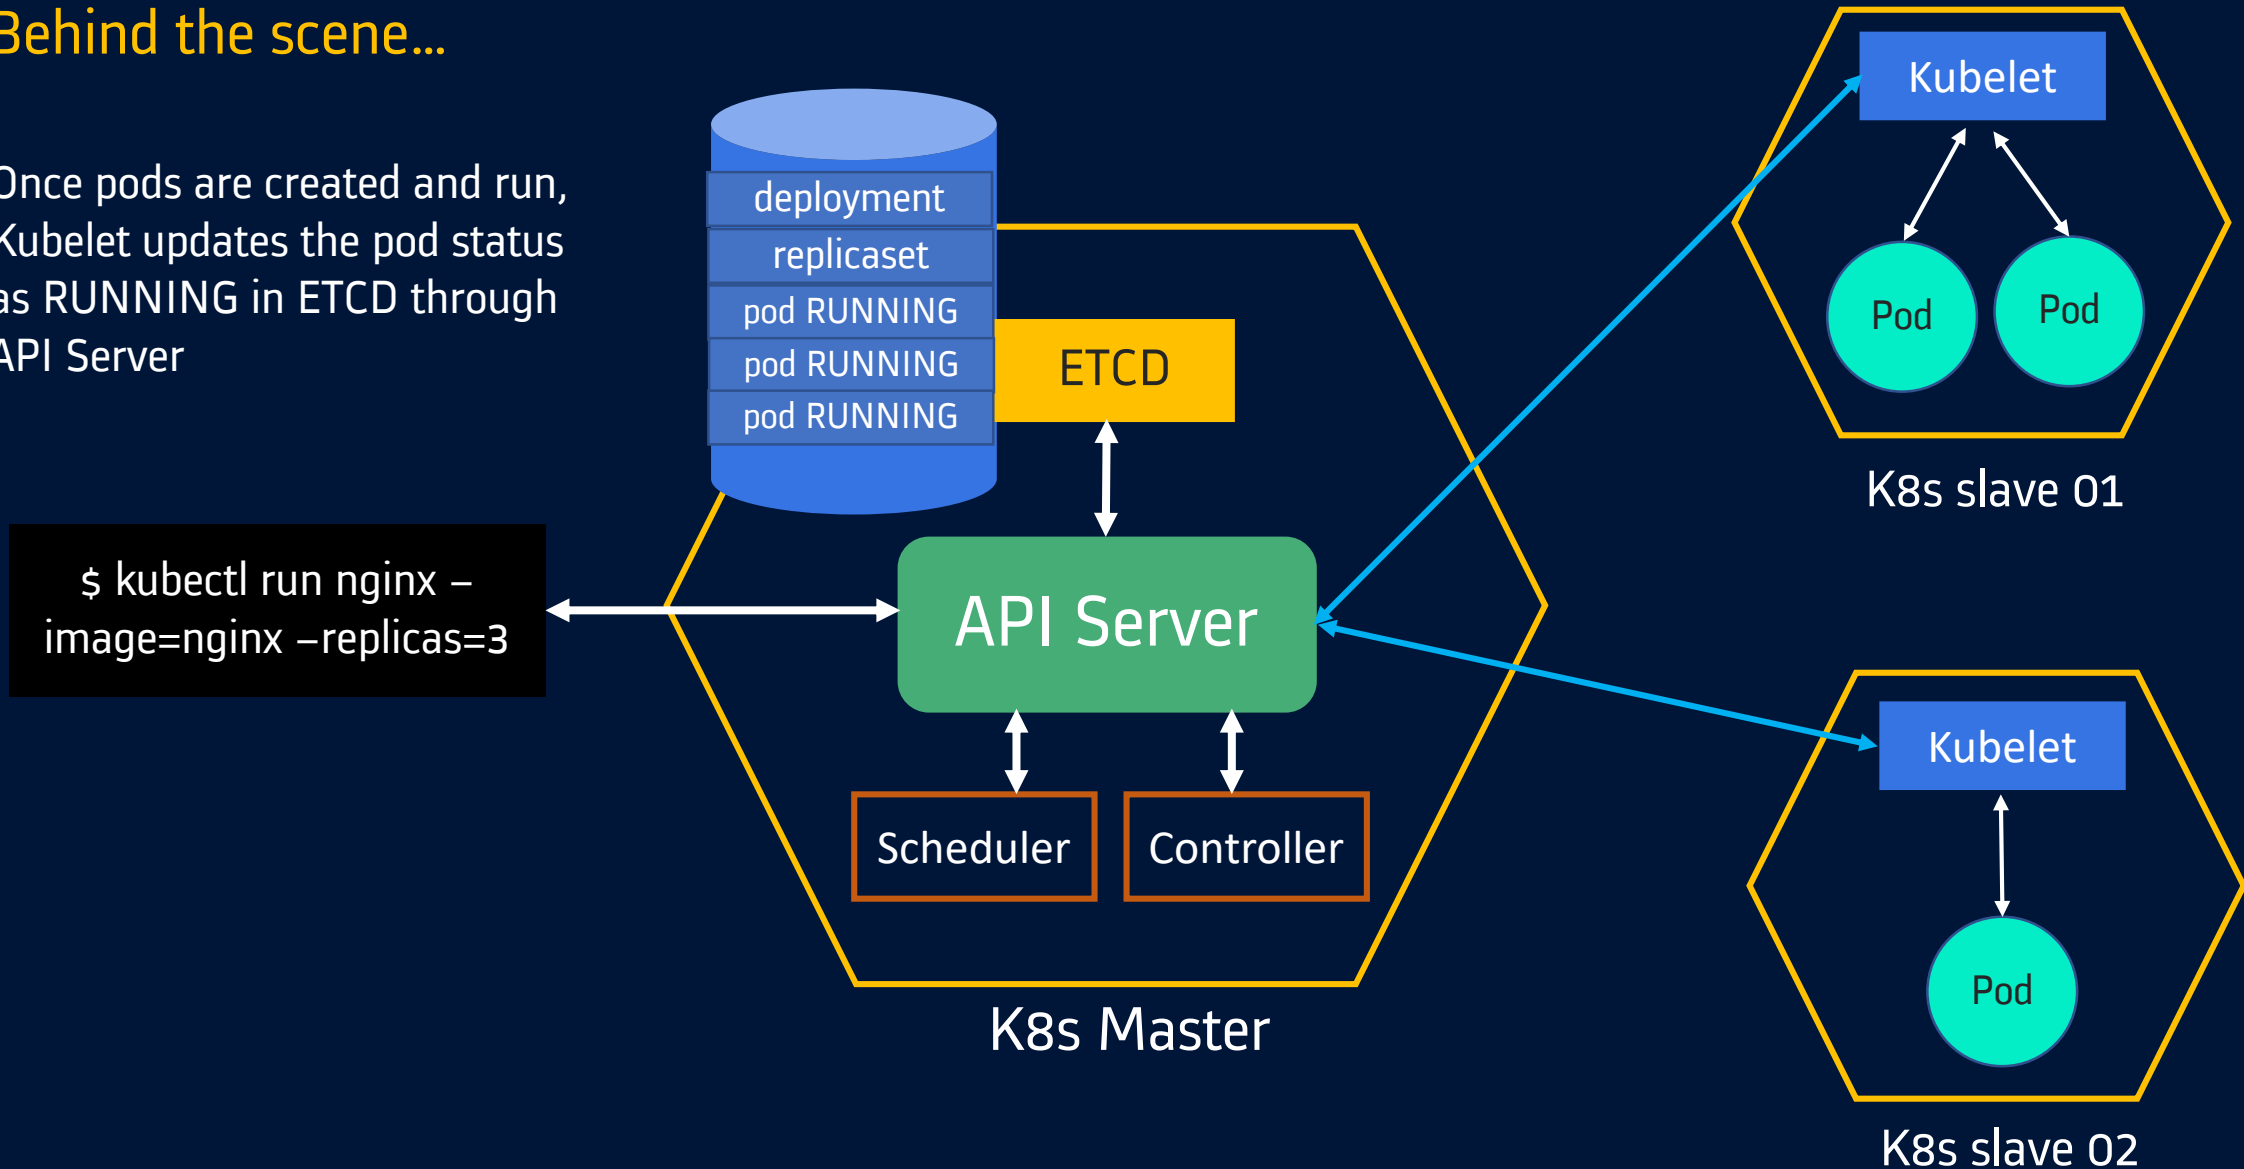 Behind the scene...
Once pods are created and run,
Kubelet updates the pod status
as RUNNING in ETCD through
API Server
$ kubectl run nginx –
image=nginx –replicas=3
deployment
replicaset
pod RUNNING
pod RUNNING
pod RUNNING
ETCD
API Server
Scheduler
Controller
K8s Master
Kubelet
Pod
Pod
K8s slave 01
Kubelet
Pod
K8s slave 02